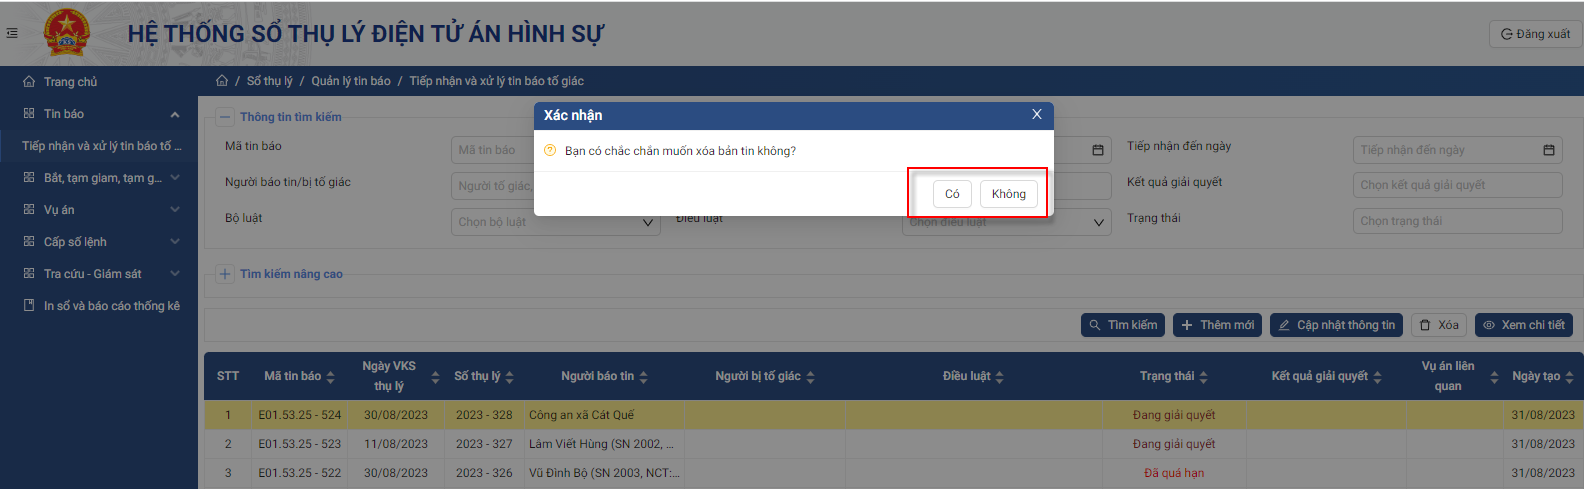 HỆ THỐNG SỔ THỤ LÝ ĐIỆN TỬ ÁN HÌNH SỰ
Đăng xuất
Trang chủ
Tin báo
Tiếp nhận và xử lý tin báo tố ...
Bắt, tạm giam, tạm g...
Vụ án
Cấp số lệnh
Tra cứu - Giám sát
In sổ và báo cáo thống kê
/ Sổ thụ lý / Quản lý tin báo / Tiếp nhận và xử lý tin báo tố giác
Thông tin tìm kiếm
Xác nhận X
Bạn có chắc chắn muốn xóa bản tin không?
Có Không
Mã tin báo Mã tin báo Tiếp nhận đến ngày Tiếp nhận đến ngày
Người báo tin/bị tố giác Người tố giác, Kết quả giải quyết Chọn kết quả giải quyết
Bộ luật Chọn bộ luật Điều luật Chọn điều luật Trạng thái Chọn trạng thái
Tìm kiếm nâng cao
Tìm kiếm Thêm mới Cập nhật thông tin Xóa Xem chi tiết
STT Mã tin báo Ngày VKS thụ lý Số thụ lý Người báo tin Người bị tố giác Điều luật Trạng thái Kết quả giải quyết Vụ án liên quan Ngày tạo
1 E01.53.25 - 524 30/08/2023 2023 - 328 Công an xã Cát Quế Đang giải quyết 31/08/2023
2 E01.53.25 - 523 11/08/2023 2023 - 327 Lâm Viết Hùng (SN 2002, ... Đang giải quyết 31/08/2023
3 E01.53.25 - 522 30/08/2023 2023 - 326 Vũ Đình Bộ (SN 2003, NCT:... Đã quá hạn 31/08/2023